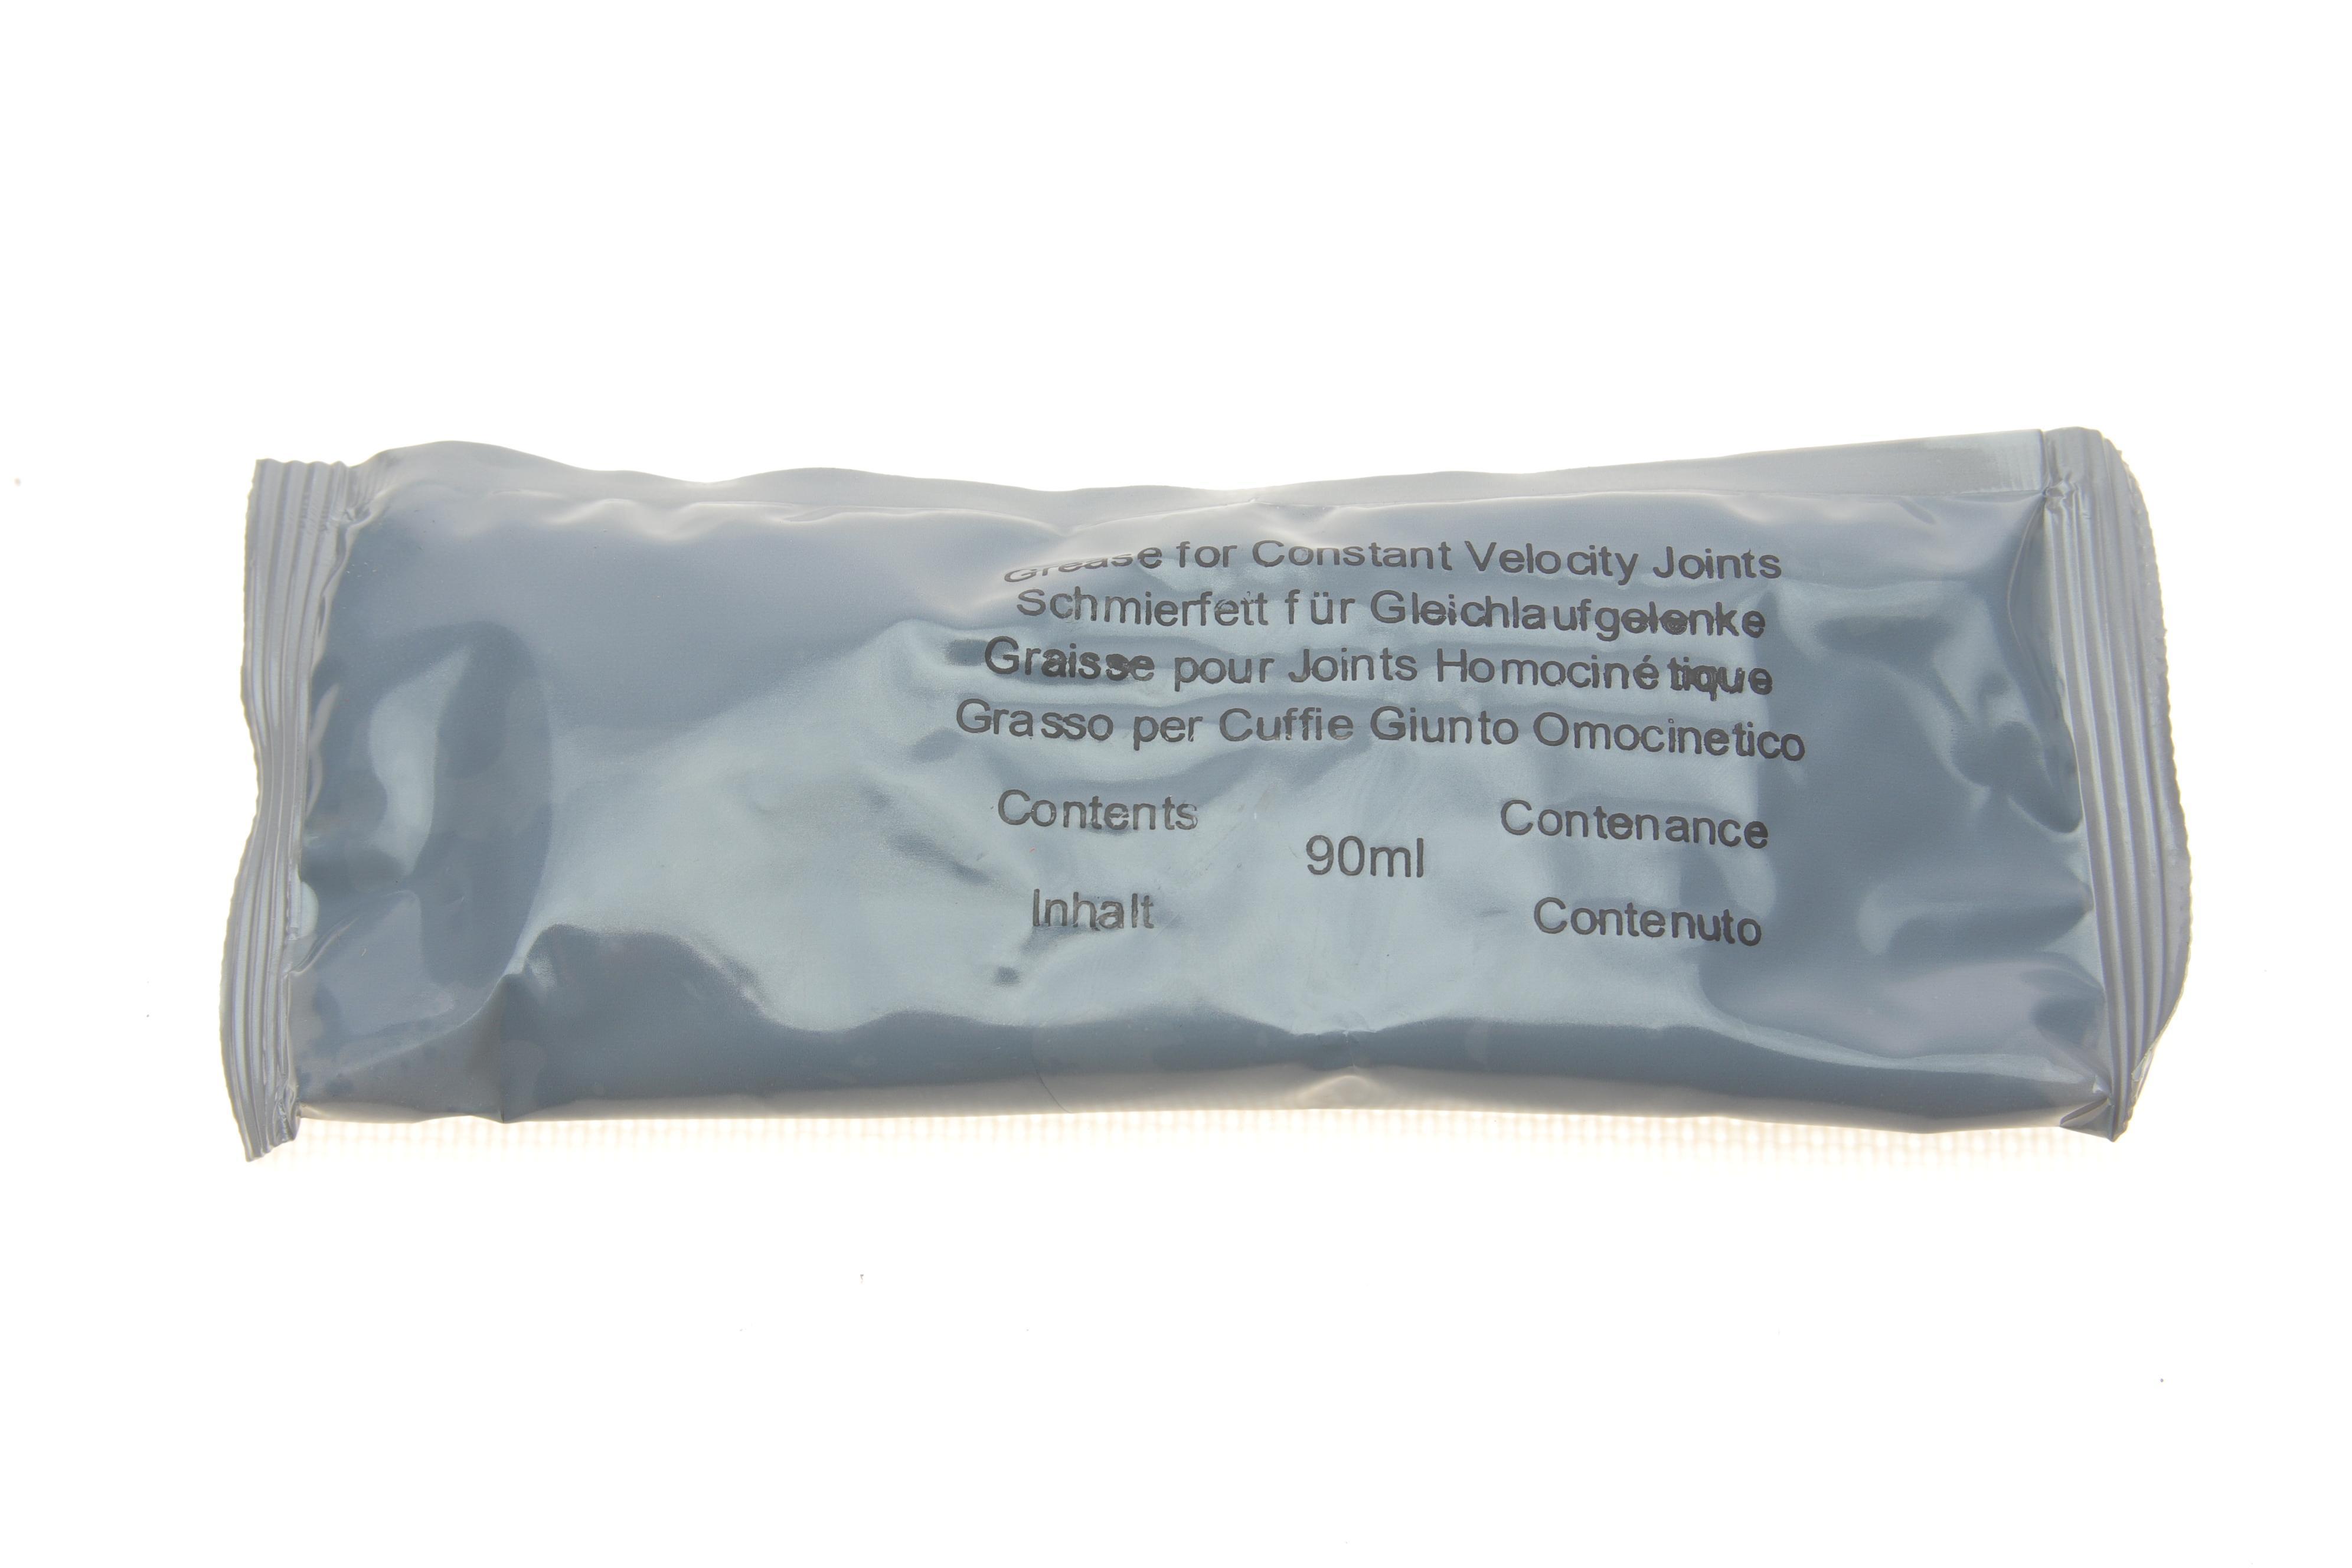 Grease for Constant Velocity Joints
Schmierfett für Gleichlaufgelenke
Graisse pour Joints Homocinétique
Grasso per Cuffie Giunto Omocinetico
Contents Contenance
90ml
Inhalt Contenuto